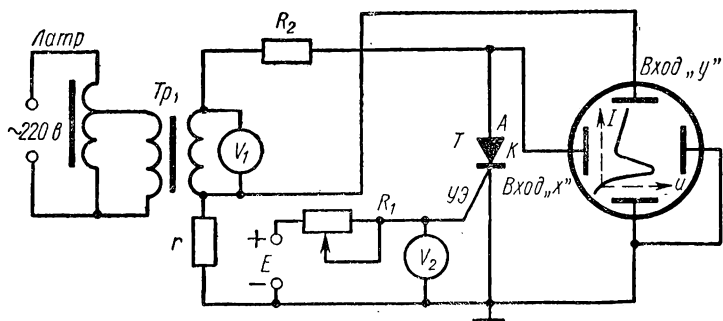 Латр
~220 в
Тр₁
V₁
r
R₂
+
E
−
R₁
V₂
Т
А
К
УЭ
Вход „х"
Вход „у"
I
u